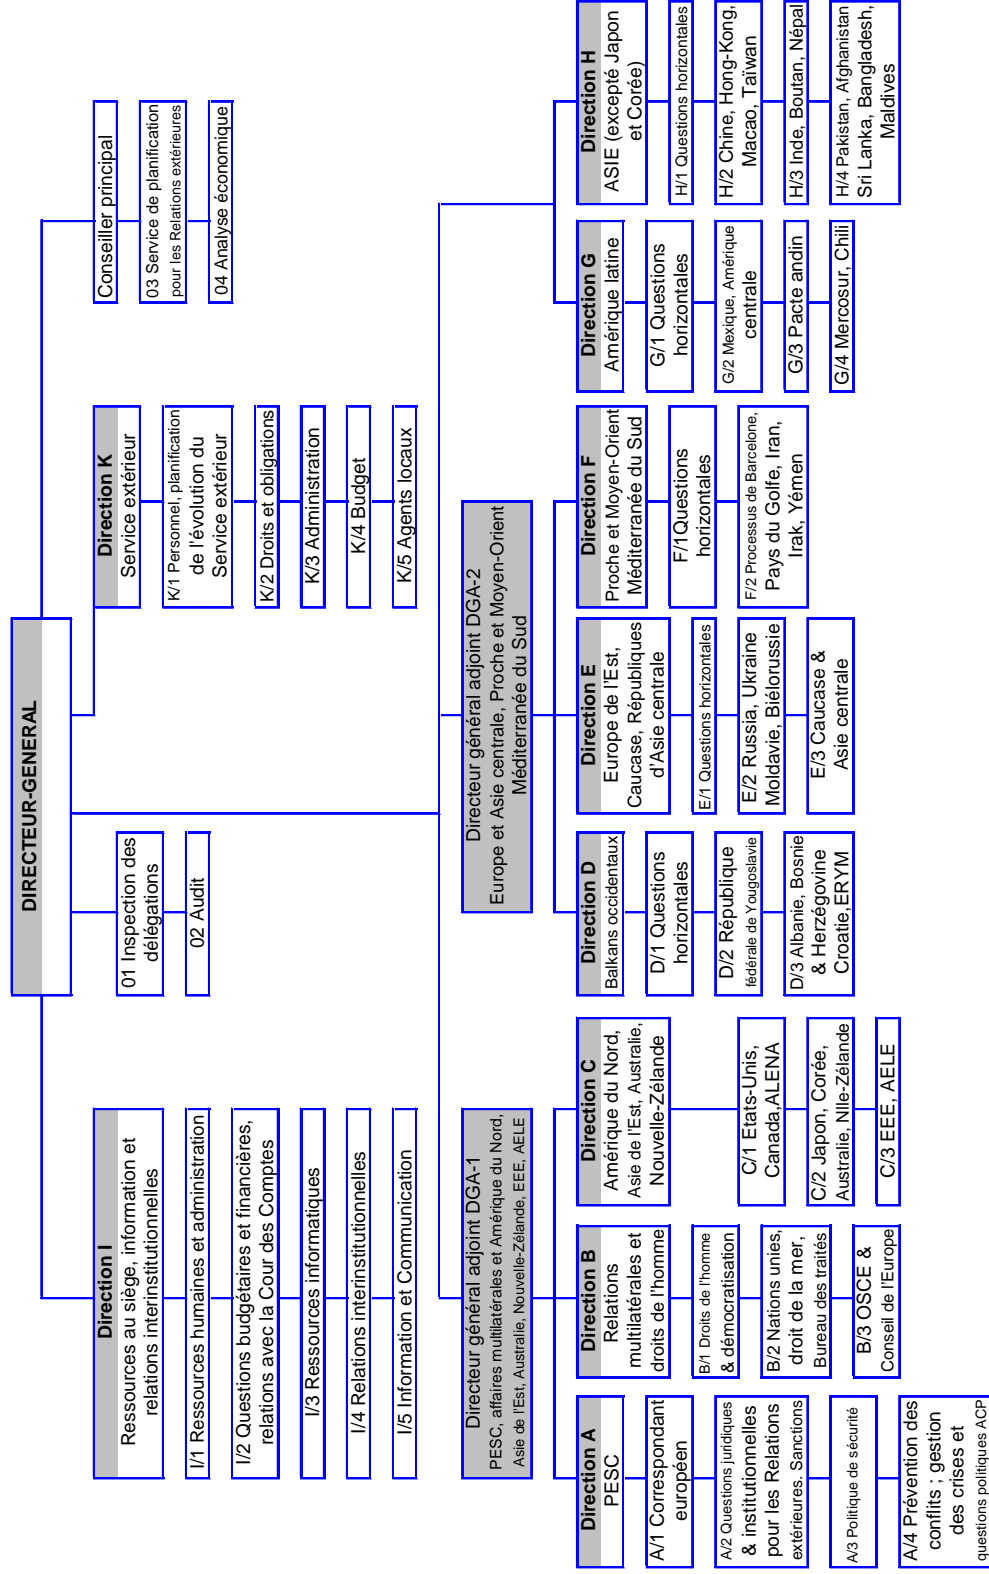 DIRECTEUR-GENERAL
Direction I
Ressources au siège, information et
relations interinstitutionnelles
I/1 Ressources humaines et administration
I/2 Questions budgétaires et financières,
relations avec la Cour des Comptes
I/3 Ressources informatiques
I/4 Relations interinstitutionnelles
I/5 Information et Communication
01 Inspection des
délégations
02 Audit
Direction K
Service extérieur
K/1 Personnel, planification
de l'évolution du
Service extérieur
K/2 Droits et obligations
K/3 Administration
K/4 Budget
K/5 Agents locaux
Conseiller principal
03 Service de planification
pour les Relations extérieures
04 Analyse économique
Directeur général adjoint DGA-1
PESC, affaires multilatérales et Amérique du Nord,
Asie de l'Est, Australie, Nouvelle-Zélande, EEE, AELE
Directeur général adjoint DGA-2
Europe et Asie centrale, Proche et Moyen-Orient
Méditerranée du Sud
Direction A
PESC
A/1 Correspondant
européen
A/2 Questions juridiques
& institutionnelles
pour les Relations
extérieures. Sanctions
A/3 Politique de sécurité
A/4 Prévention des
conflits ; gestion
des crises et
questions politiques ACP
Direction B
Relations
multilatérales et
droits de l'homme
B/1 Droits de l'homme
& démocratisation
B/2 Nations unies,
droit de la mer,
Bureau des traités
B/3 OSCE &
Conseil de l'Europe
Direction C
Amérique du Nord,
Asie de l'Est, Australie,
Nouvelle-Zélande
C/1 Etats-Unis,
Canada,ALENA
C/2 Japon, Corée,
Australie, Nlle-Zélande
C/3 EEE, AELE
Direction D
Balkans occidentaux
D/1 Questions
horizontales
D/2 République
fédérale de Yougoslavie
D/3 Albanie, Bosnie
& Herzégovine
Croatie,ERYM
Direction E
Europe de l'Est,
Caucase, Républiques
d'Asie centrale
E/1 Questions horizontales
E/2 Russia, Ukraine
Moldavie, Biélorussie
E/3 Caucase &
Asie centrale
Direction F
Proche et Moyen-Orient
Méditerranée du Sud
F/1Questions
horizontales
F/2 Processus de Barcelone,
Pays du Golfe, Iran,
Irak, Yémen
Direction G
Amérique latine
G/1 Questions
horizontales
G/2 Mexique, Amérique
centrale
G/3 Pacte andin
G/4 Mercosur, Chili
Direction H
ASIE (excepté Japon
et Corée)
H/1 Questions horizontales
H/2 Chine, Hong-Kong,
Macao, Taïwan
H/3 Inde, Boutan, Népal
H/4 Pakistan, Afghanistan
Sri Lanka, Bangladesh,
Maldives